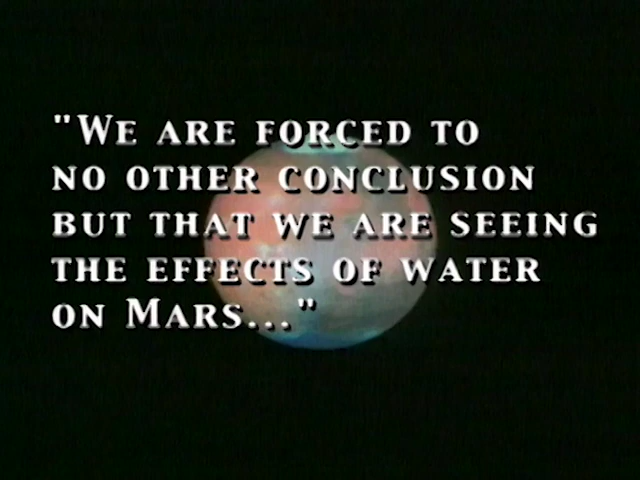 "We are forced to
no other conclusion
but that we are seeing
the effects of water
on Mars..."